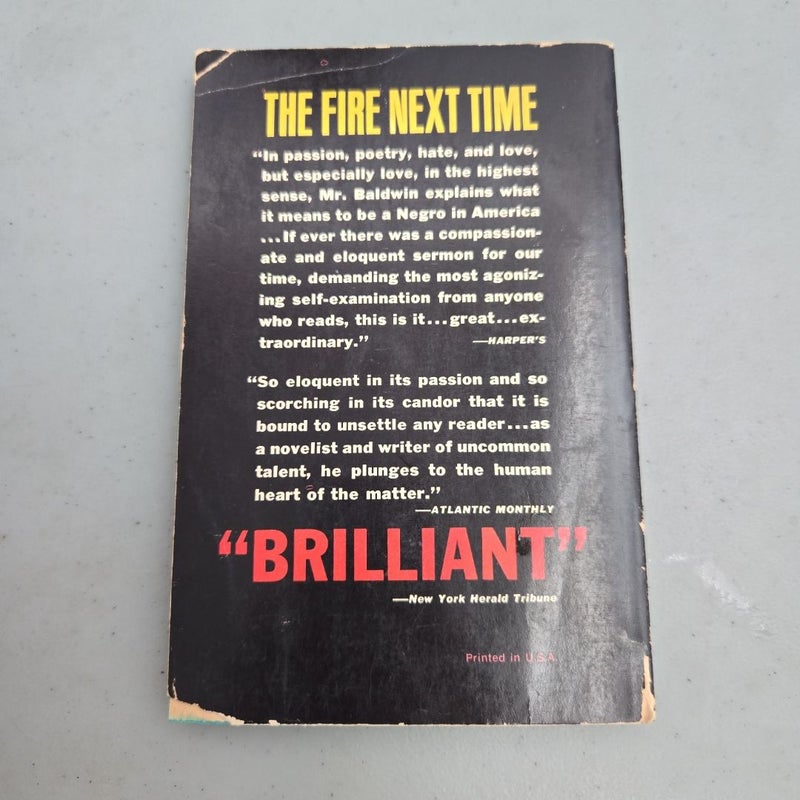 THE FIRE NEXT TIME
“In passion, poetry, hate, and love,
but especially love, in the highest
sense, Mr. Baldwin explains what
it means to be a Negro in America
...If ever there was a compassion-
ate and eloquent sermon for our
time, demanding the most agoniz-
ing self-examination from anyone
who reads, this is it...great...ex-
traordinary.” —HARPER'S
“So eloquent in its passion and so
scorching in its candor that it is
bound to unsettle any reader...as
a novelist and writer of uncommon
talent, he plunges to the human
heart of the matter.”
—ATLANTIC MONTHLY
“BRILLIANT”
—New York Herald Tribune
Printed in U.S.A.